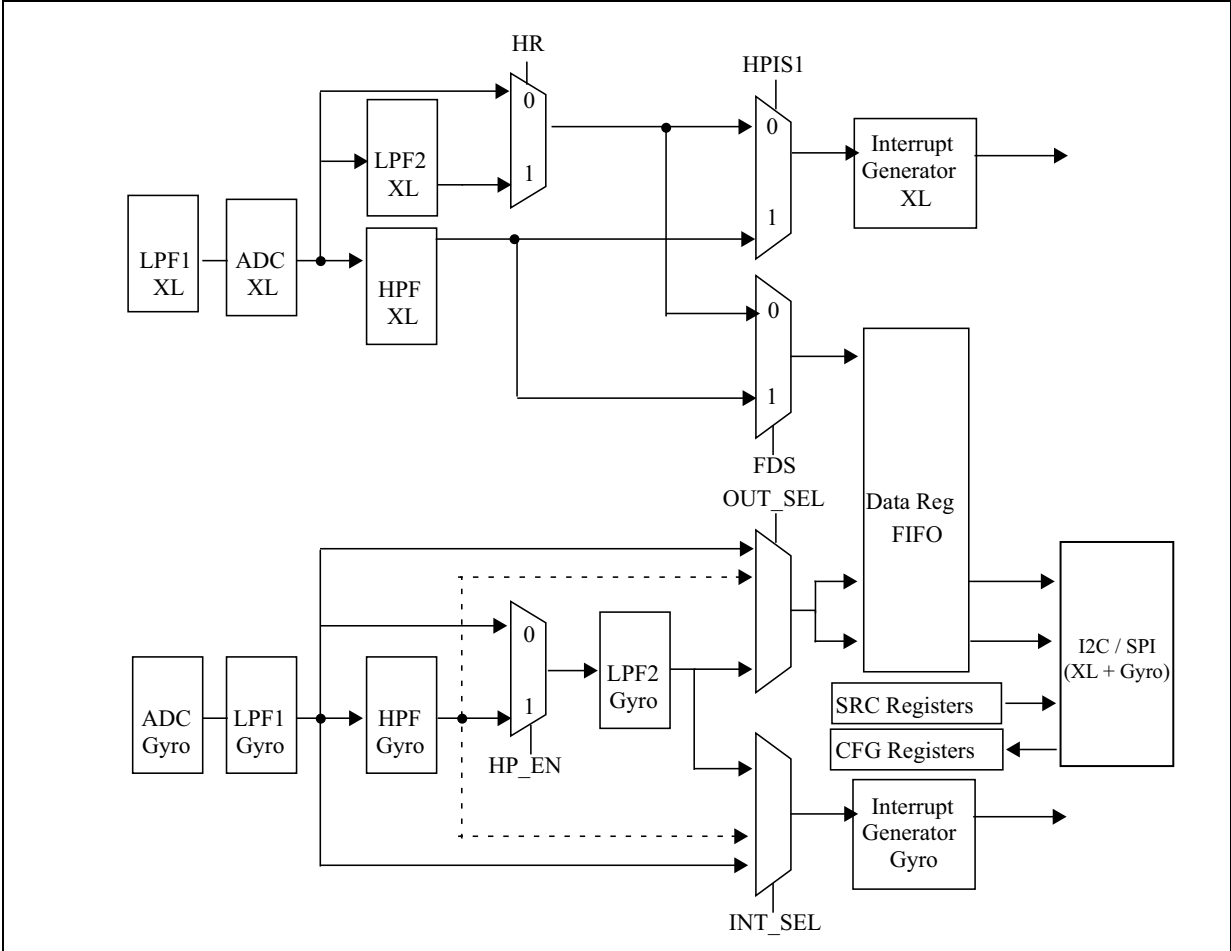 HR
HPIS1
0
LPF2
XL
1
0
1
Interrupt
Generator
XL
LPF1
XL
ADC
XL
HPF
XL
0
1
FDS
OUT_SEL
Data Reg
FIFO
ADC
Gyro
LPF1
Gyro
HPF
Gyro
0
1
HP_EN
LPF2
Gyro
I2C / SPI
(XL + Gyro)
SRC Registers
CFG Registers
Interrupt
Generator
Gyro
INT_SEL